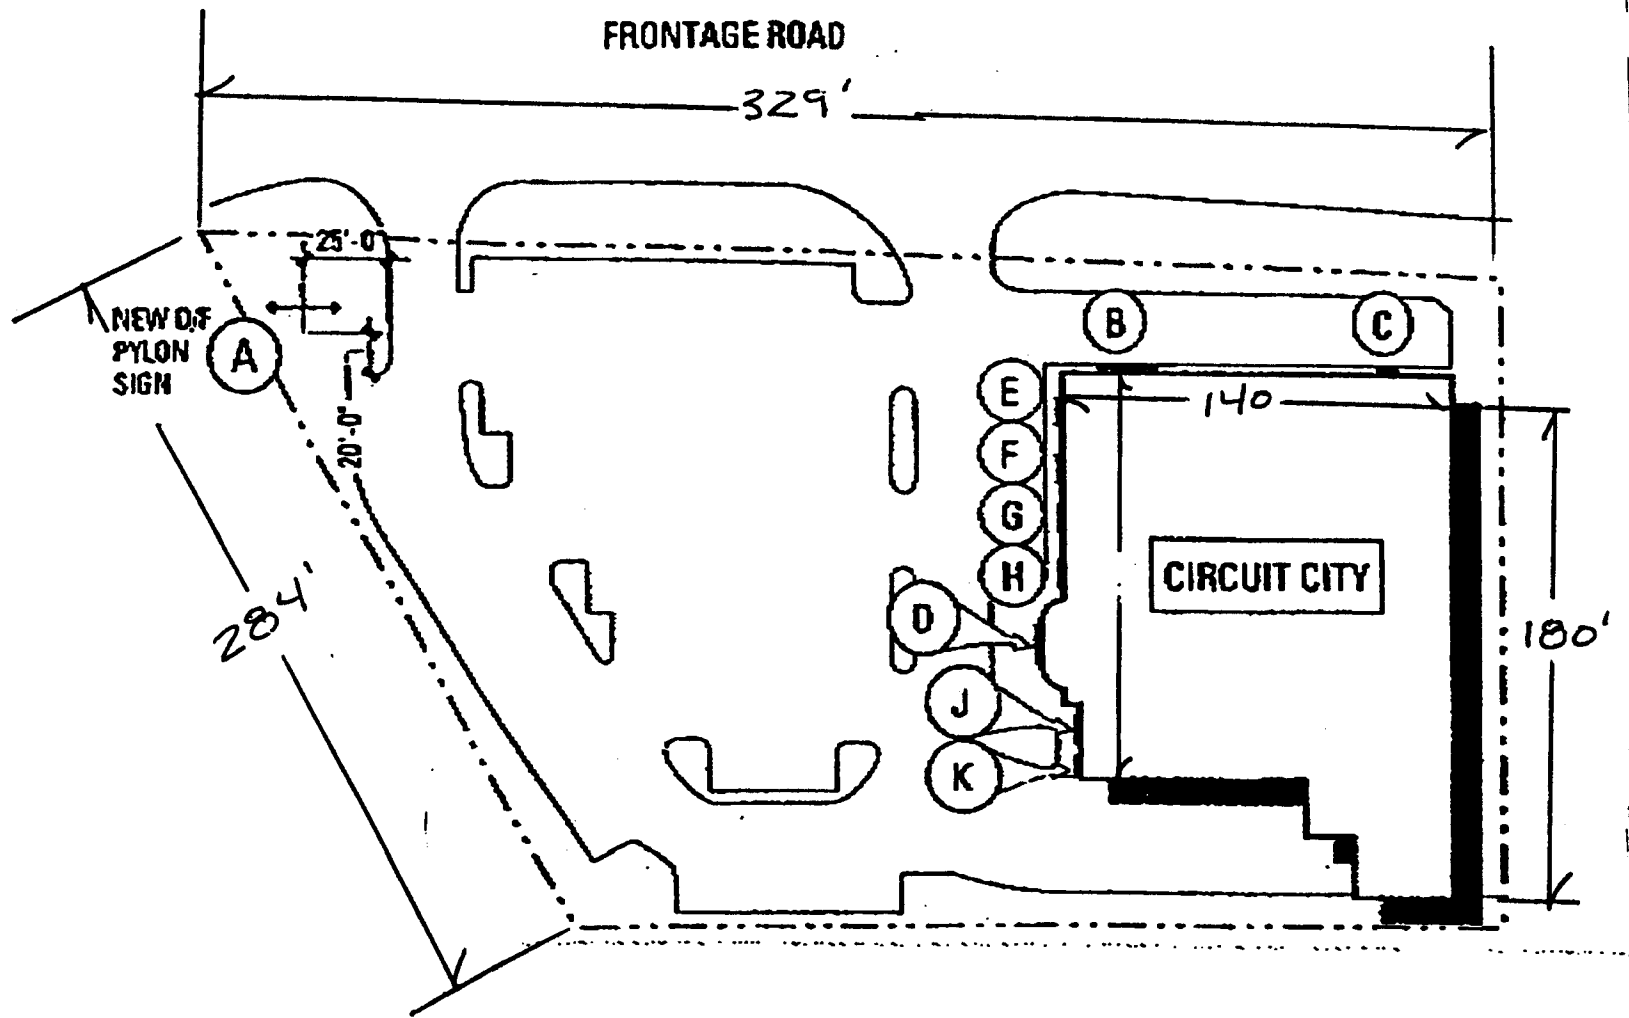 FRONTAGE ROAD
329'
25'-0
NEW D/F
PYLON
SIGN
A
B
C
E
140
F
20'-0"
G
CIRCUIT CITY
H
284'
D
180'
J
K